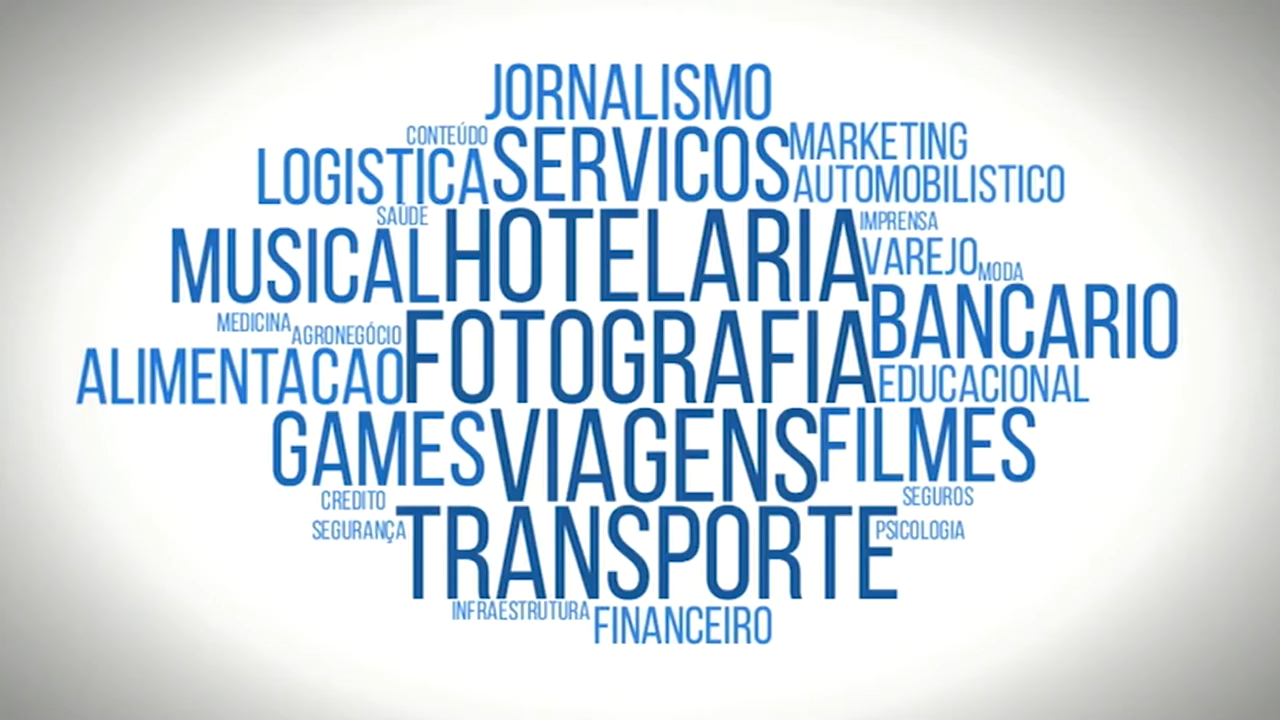 JORNALISMO
CONTEÚDO
LOGISTICA
SERVICOS
MARKETING
AUTOMOBILISTICO
SAÚDE
MUSICAL
HOTELARIA
IMPRENSA
VAREJO
MODA
BANCARIO
MEDICINA
AGRONEGÓCIO
ALIMENTACAO
FOTOGRAFIA
EDUCACIONAL
GAMES
VIAGENS
FILMES
CREDITO
SEGUROS
SEGURANÇA
TRANSPORTE
PSICOLOGIA
INFRAESTRUTURA
FINANCEIRO